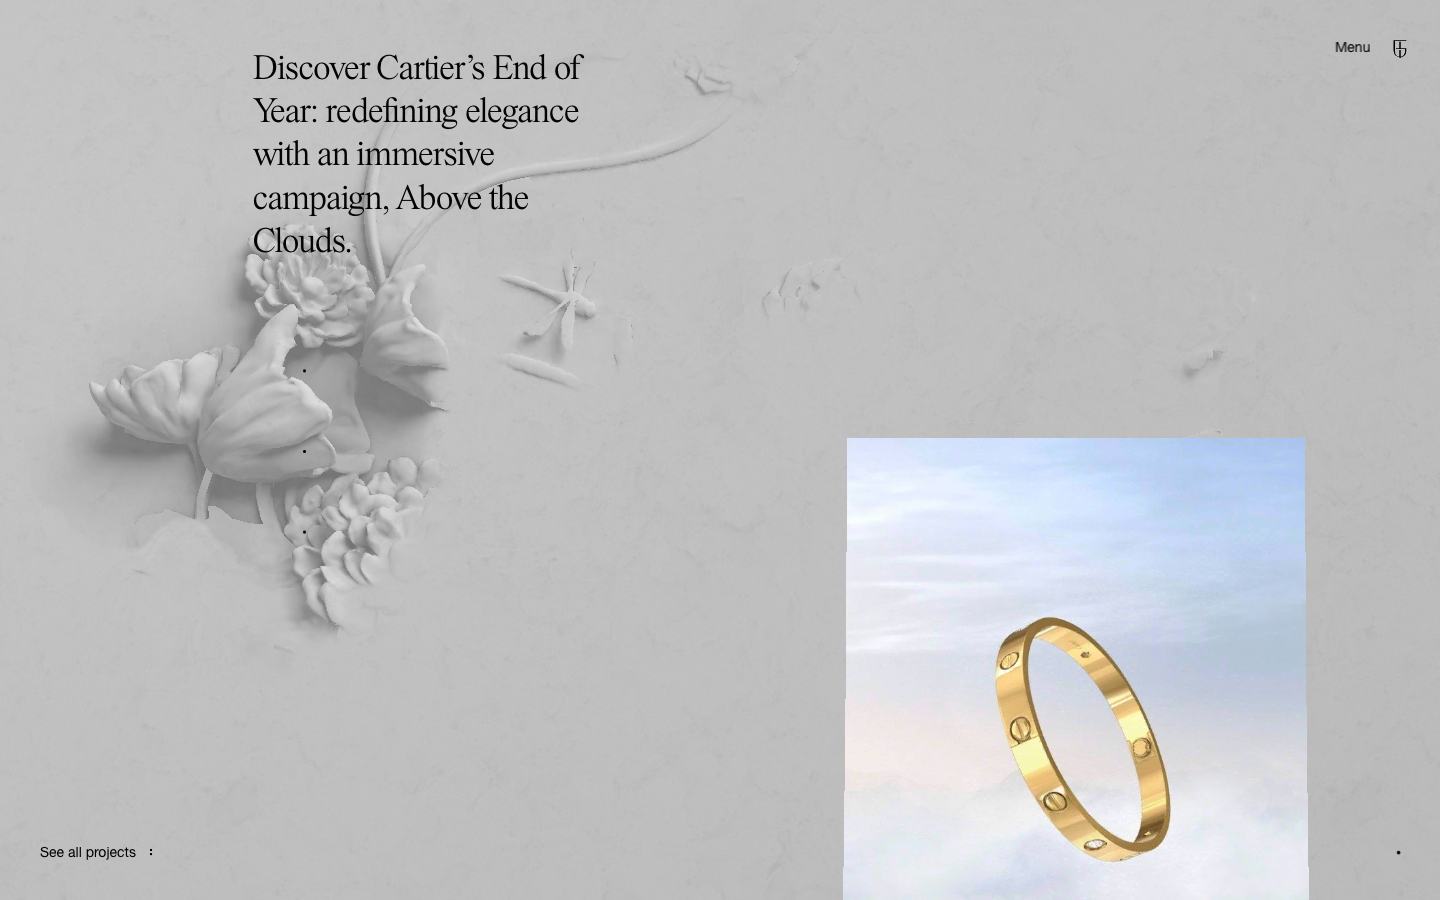 Menu
Discover Cartier’s End of
Year: redefining elegance
with an immersive
campaign, Above the
Clouds.
See all projects